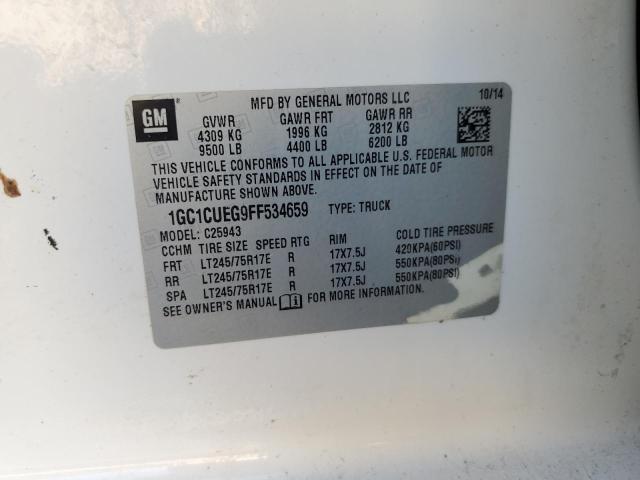 MFD BY GENERAL MOTORS LLC 10/14
GM
GVWR GAWR FRT GAWR RR
4309 KG 1996 KG 2812 KG
9500 LB 4400 LB 6200 LB
THIS VEHICLE CONFORMS TO ALL APPLICABLE U.S. FEDERAL MOTOR
VEHICLE SAFETY STANDARDS IN EFFECT ON THE DATE OF
MANUFACTURE SHOWN ABOVE.
1GC1CUEG9FF534659 TYPE: TRUCK
MODEL: C25943
CCHM TIRE SIZE SPEED RTG RIM COLD TIRE PRESSURE
FRT LT245/75R17E R 17X7.5J 420KPA(60PSI)
RR LT245/75R17E R 17X7.5J 550KPA(80PSI)
SPA LT245/75R17E R 17X7.5J 550KPA(80PSI)
SEE OWNER'S MANUAL FOR MORE INFORMATION.